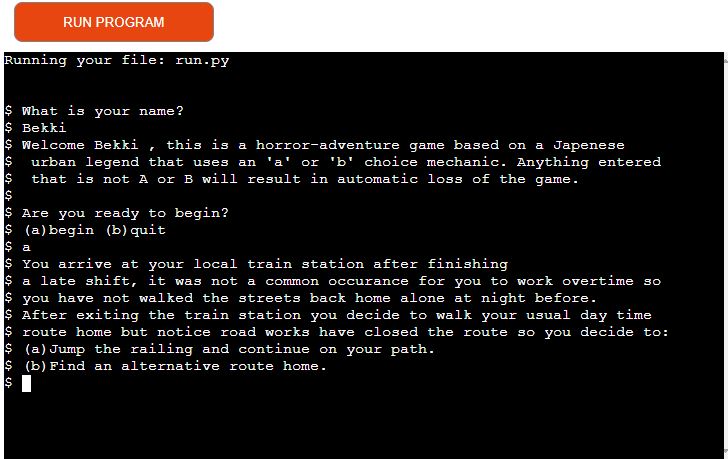 RUN PROGRAM
Running your file: run.py
$ What is your name?
$ Bekki
$ Welcome Bekki , this is a horror-adventure game based on a Japenese
$  urban legend that uses an 'a' or 'b' choice mechanic. Anything entered
$  that is not A or B will result in automatic loss of the game.
$
$ Are you ready to begin?
$ (a)begin (b)quit
$ a
$ You arrive at your local train station after finishing
$ a late shift, it was not a common occurance for you to work overtime so
$ you have not walked the streets back home alone at night before.
$ After exiting the train station you decide to walk your usual day time
$ route home but notice road works have closed the route so you decide to:
$ (a)Jump the railing and continue on your path.
$ (b)Find an alternative route home.
$